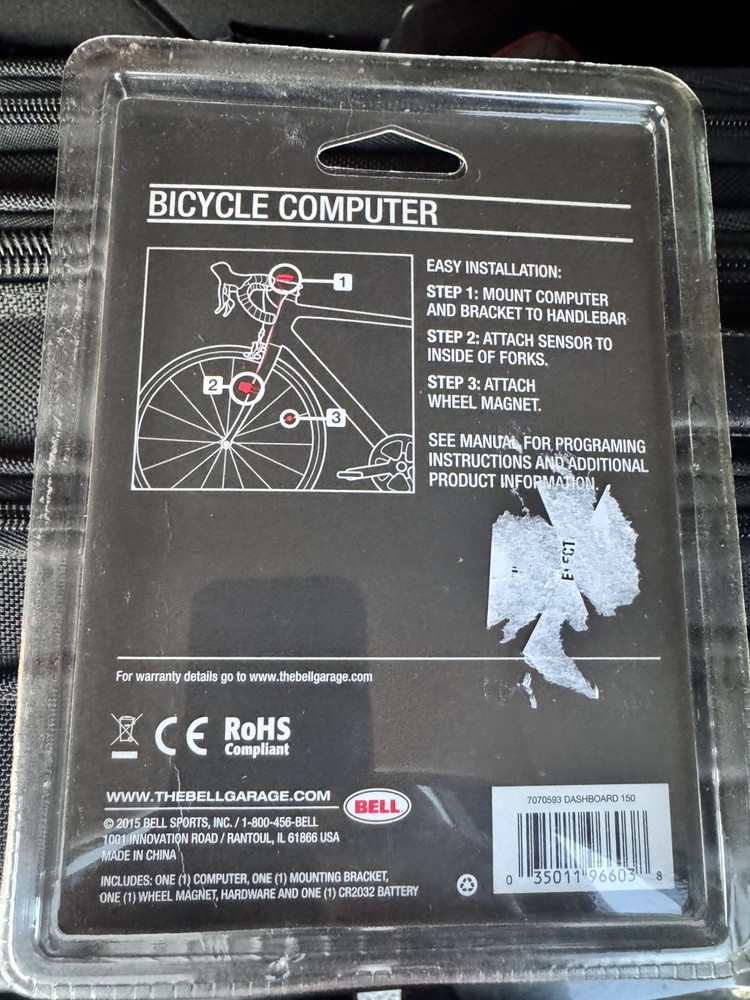 BICYCLE COMPUTER
1
2
3
EASY INSTALLATION:
STEP 1: MOUNT COMPUTER
AND BRACKET TO HANDLEBAR
STEP 2: ATTACH SENSOR TO
INSIDE OF FORKS.
STEP 3: ATTACH
WHEEL MAGNET.
SEE MANUAL FOR PROGRAMING
INSTRUCTIONS AND ADDITIONAL
PRODUCT INFORMATION.
For warranty details go to www.thebellgarage.com
CE
RoHS
Compliant
WWW.THEBELLGARAGE.COM
BELL
© 2015 BELL SPORTS, INC. / 1-800-456-BELL
1001 INNOVATION ROAD / RANTOUL, IL 61866 USA
MADE IN CHINA
INCLUDES: ONE (1) COMPUTER, ONE (1) MOUNTING BRACKET,
ONE (1) WHEEL MAGNET, HARDWARE AND ONE (1) CR2032 BATTERY
7070593 DASHBOARD 150
0 35011 96603 8